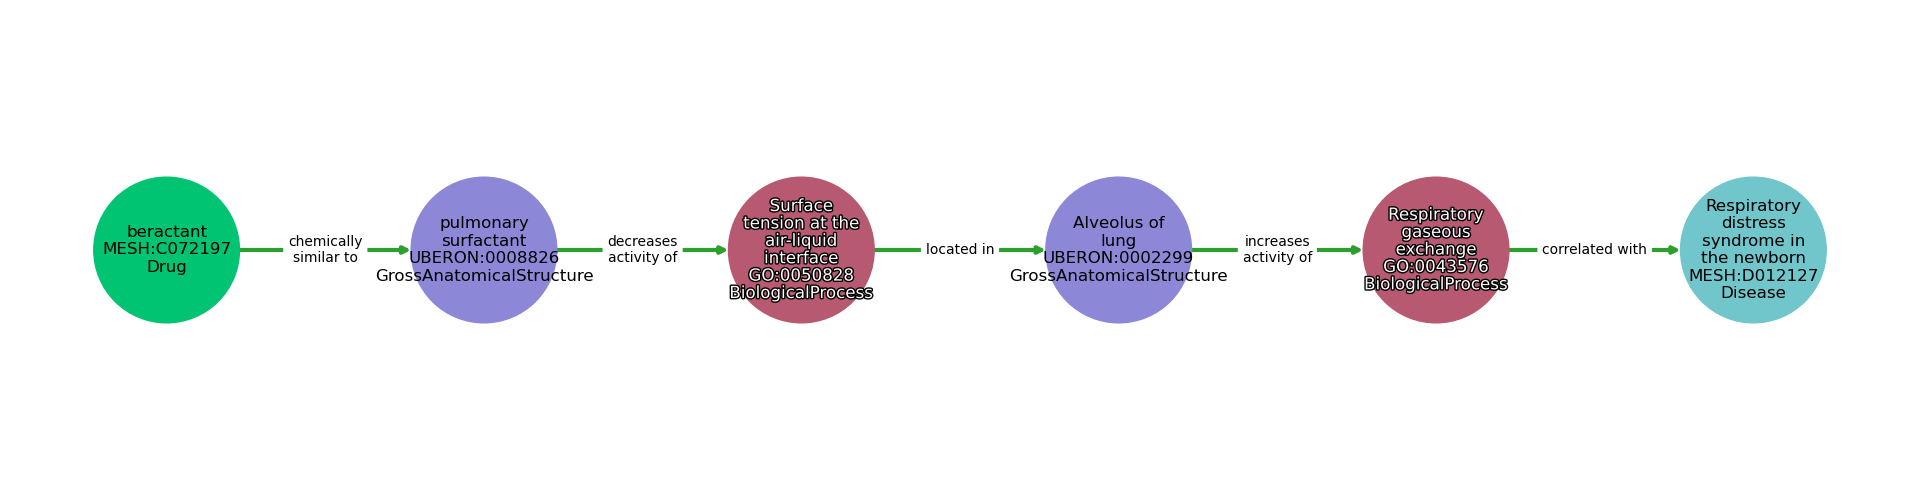 beractant
MESH:C072197
Drug
chemically
similar to
pulmonary
surfactant
UBERON:0008826
GrossAnatomicalStructure
decreases
activity of
Surface
tension at the
air-liquid
interface
GO:0050828
BiologicalProcess
located in
Alveolus of
lung
UBERON:0002299
GrossAnatomicalStructure
increases
activity of
Respiratory
gaseous
exchange
GO:0043576
BiologicalProcess
correlated with
Respiratory
distress
syndrome in
the newborn
MESH:D012127
Disease